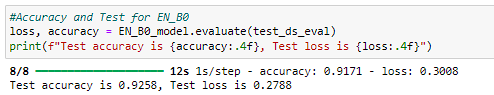 #Accuracy and Test for EN_B0
loss, accuracy = EN_B0_model.evaluate(test_ds_eval)
print(f"Test accuracy is {accuracy:.4f}, Test loss is {loss:.4f}")
8/8 ━━━━━━━━━━━━━━━━━━━━ 12s 1s/step - accuracy: 0.9171 - loss: 0.3008
Test accuracy is 0.9258, Test loss is 0.2788